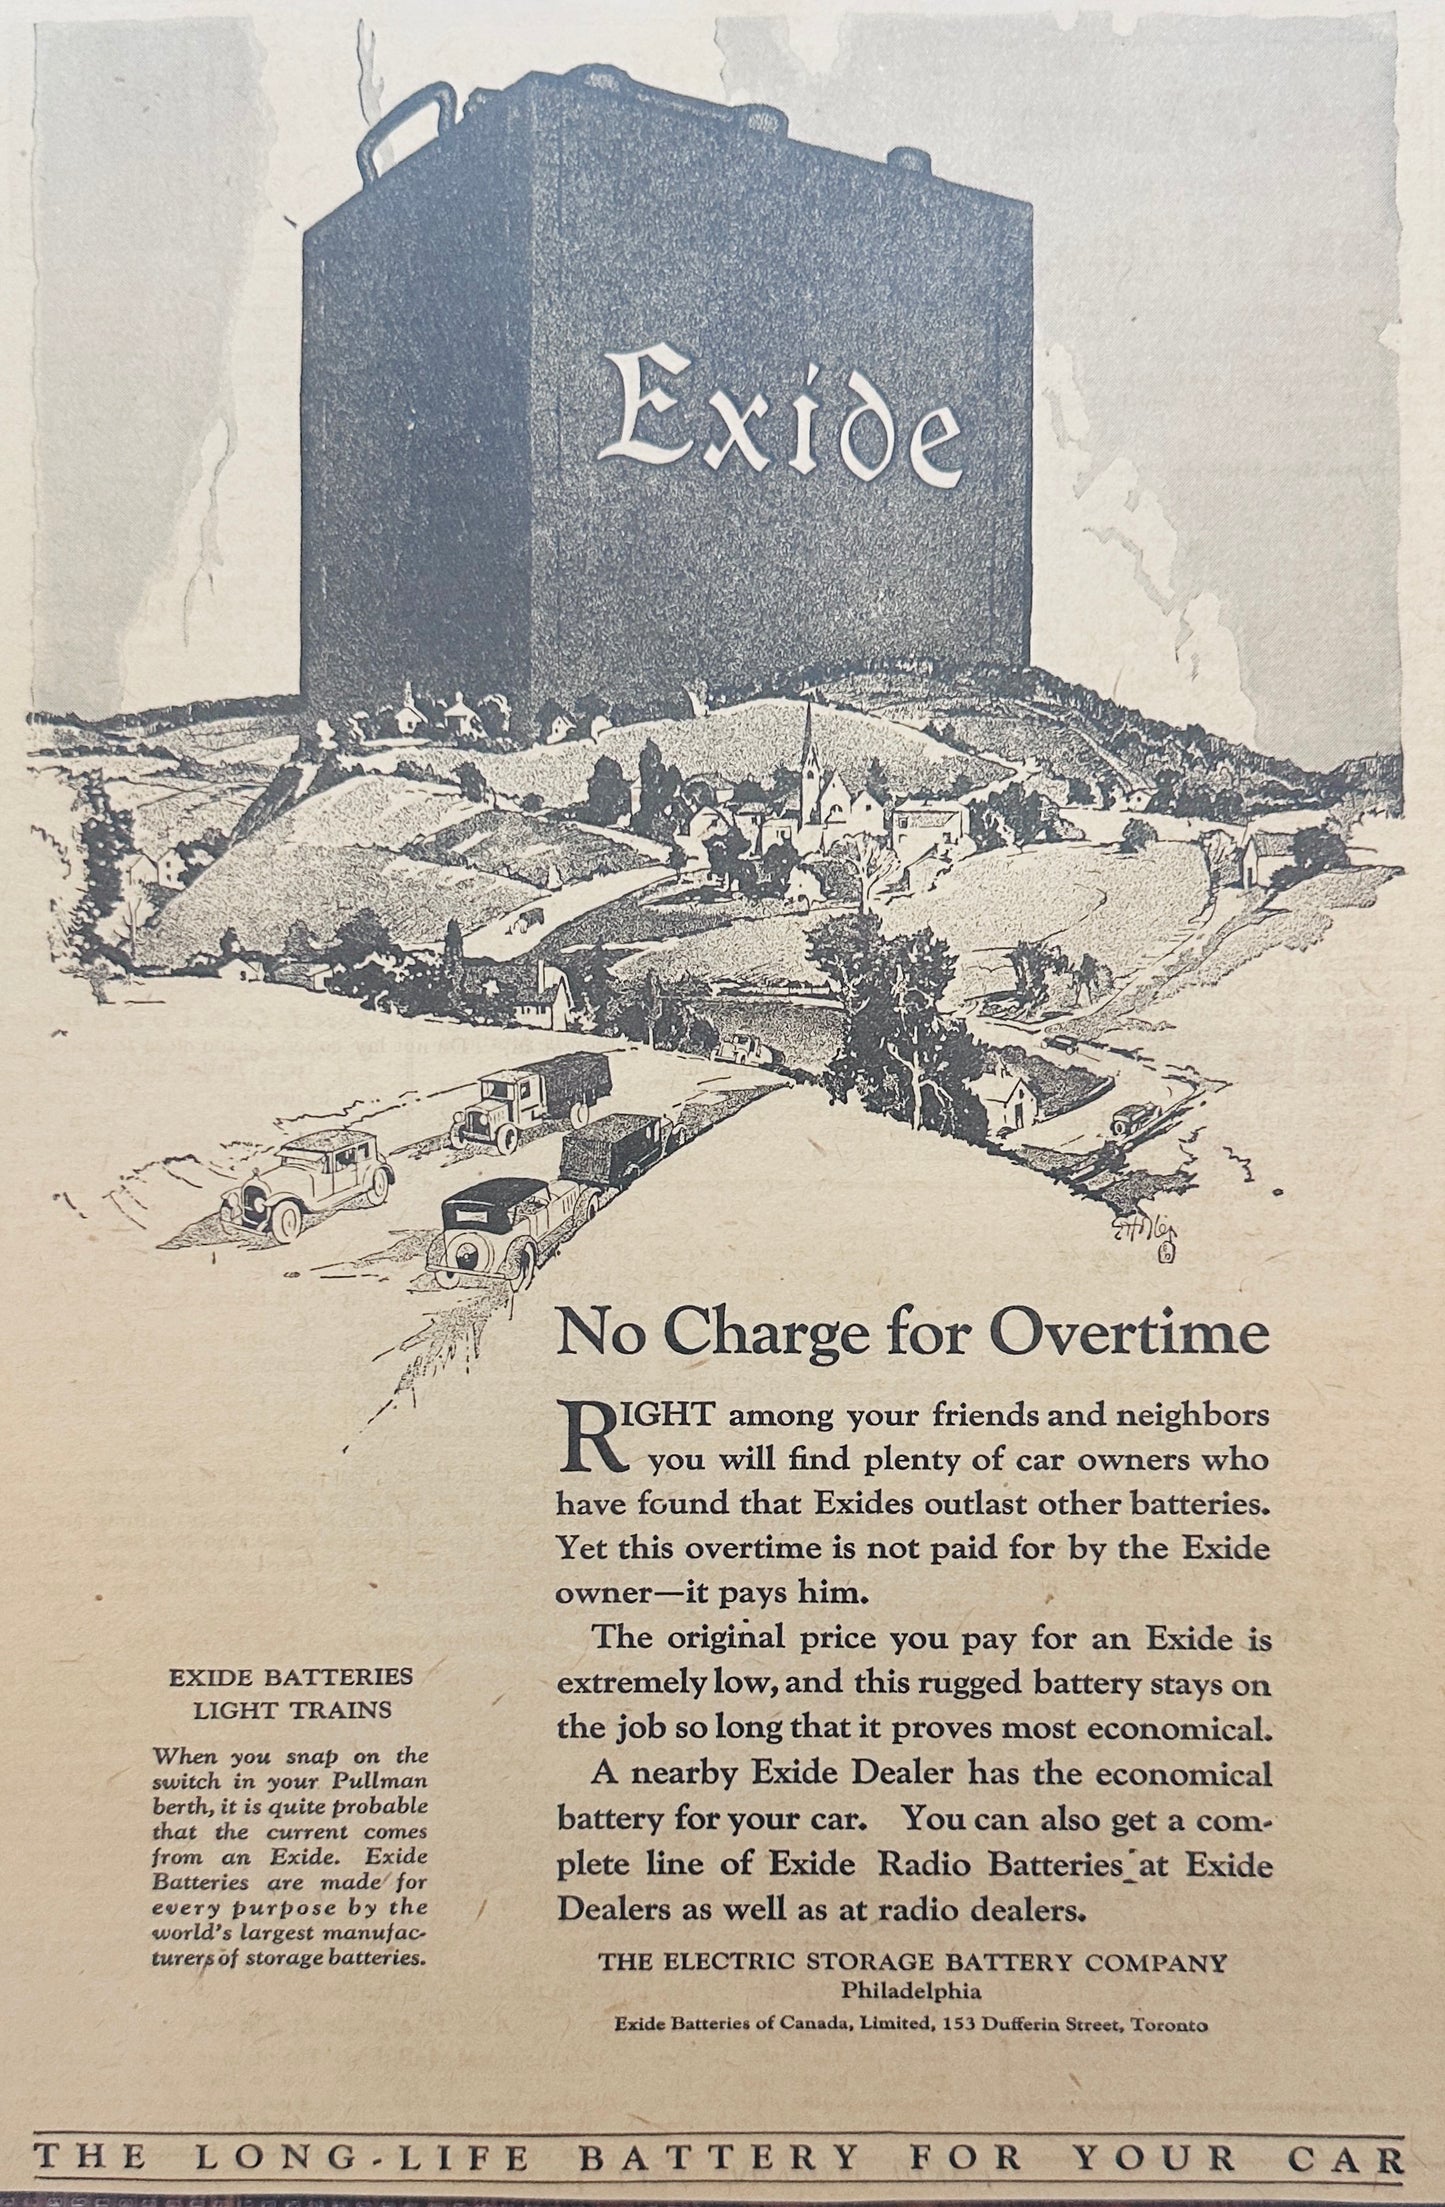 Exide
No Charge for Overtime
RIGHT among your friends and neighbors
you will find plenty of car owners who
have found that Exides outlast other batteries.
Yet this overtime is not paid for by the Exide
owner—it pays him.
The original price you pay for an Exide is
extremely low, and this rugged battery stays on
the job so long that it proves most economical.
A nearby Exide Dealer has the economical
battery for your car. You can also get a com-
plete line of Exide Radio Batteries at Exide
Dealers as well as at radio dealers.
THE ELECTRIC STORAGE BATTERY COMPANY
Philadelphia
Exide Batteries of Canada, Limited, 153 Dufferin Street, Toronto
EXIDE BATTERIES
LIGHT TRAINS
When you snap on the
switch in your Pullman
berth, it is quite probable
that the current comes
from an Exide. Exide
Batteries are made for
every purpose by the
world's largest manufac-
turers of storage batteries.
THE LONG-LIFE BATTERY FOR YOUR CAR